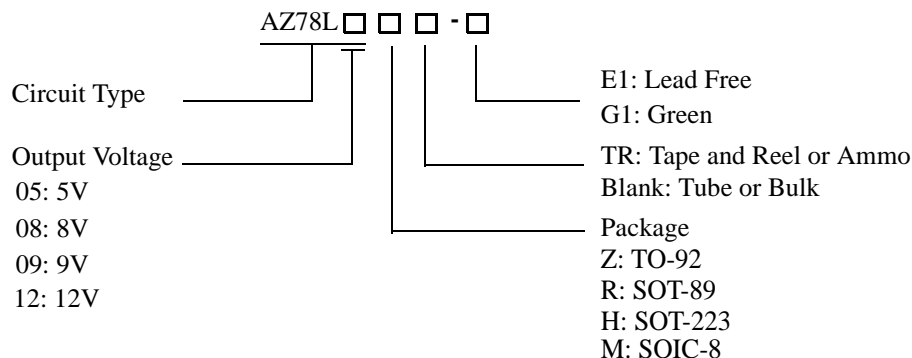 AZ78L -
Circuit Type
Output Voltage
05: 5V
08: 8V
09: 9V
12: 12V
E1: Lead Free
G1: Green
TR: Tape and Reel or Ammo
Blank: Tube or Bulk
Package
Z: TO-92
R: SOT-89
H: SOT-223
M: SOIC-8